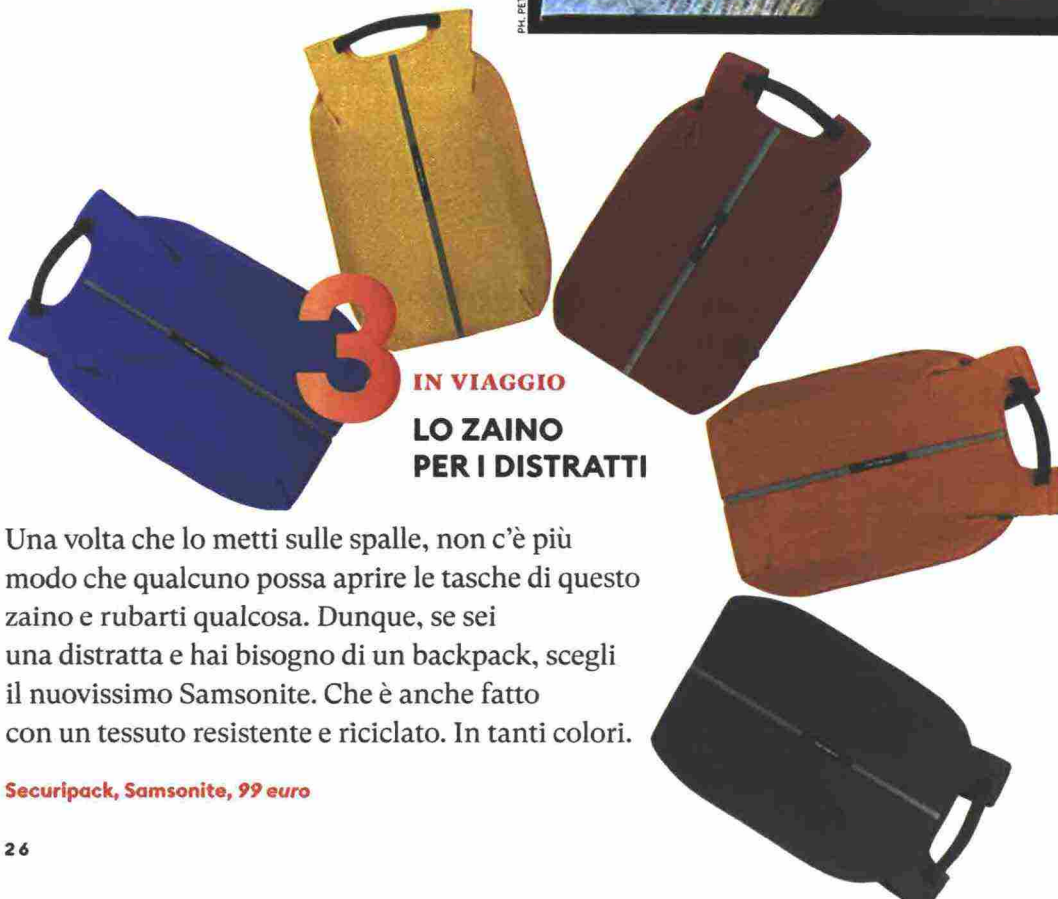 PH. PET
3
IN VIAGGIO
LO ZAINO
PER I DISTRATTI
Una volta che lo metti sulle spalle, non c'è più
modo che qualcuno possa aprire le tasche di questo
zaino e rubarti qualcosa. Dunque, se sei
una distratta e hai bisogno di un backpack, scegli
il nuovissimo Samsonite. Che è anche fatto
con un tessuto resistente e riciclato. In tanti colori.
Securipack, Samsonite, 99 euro
26